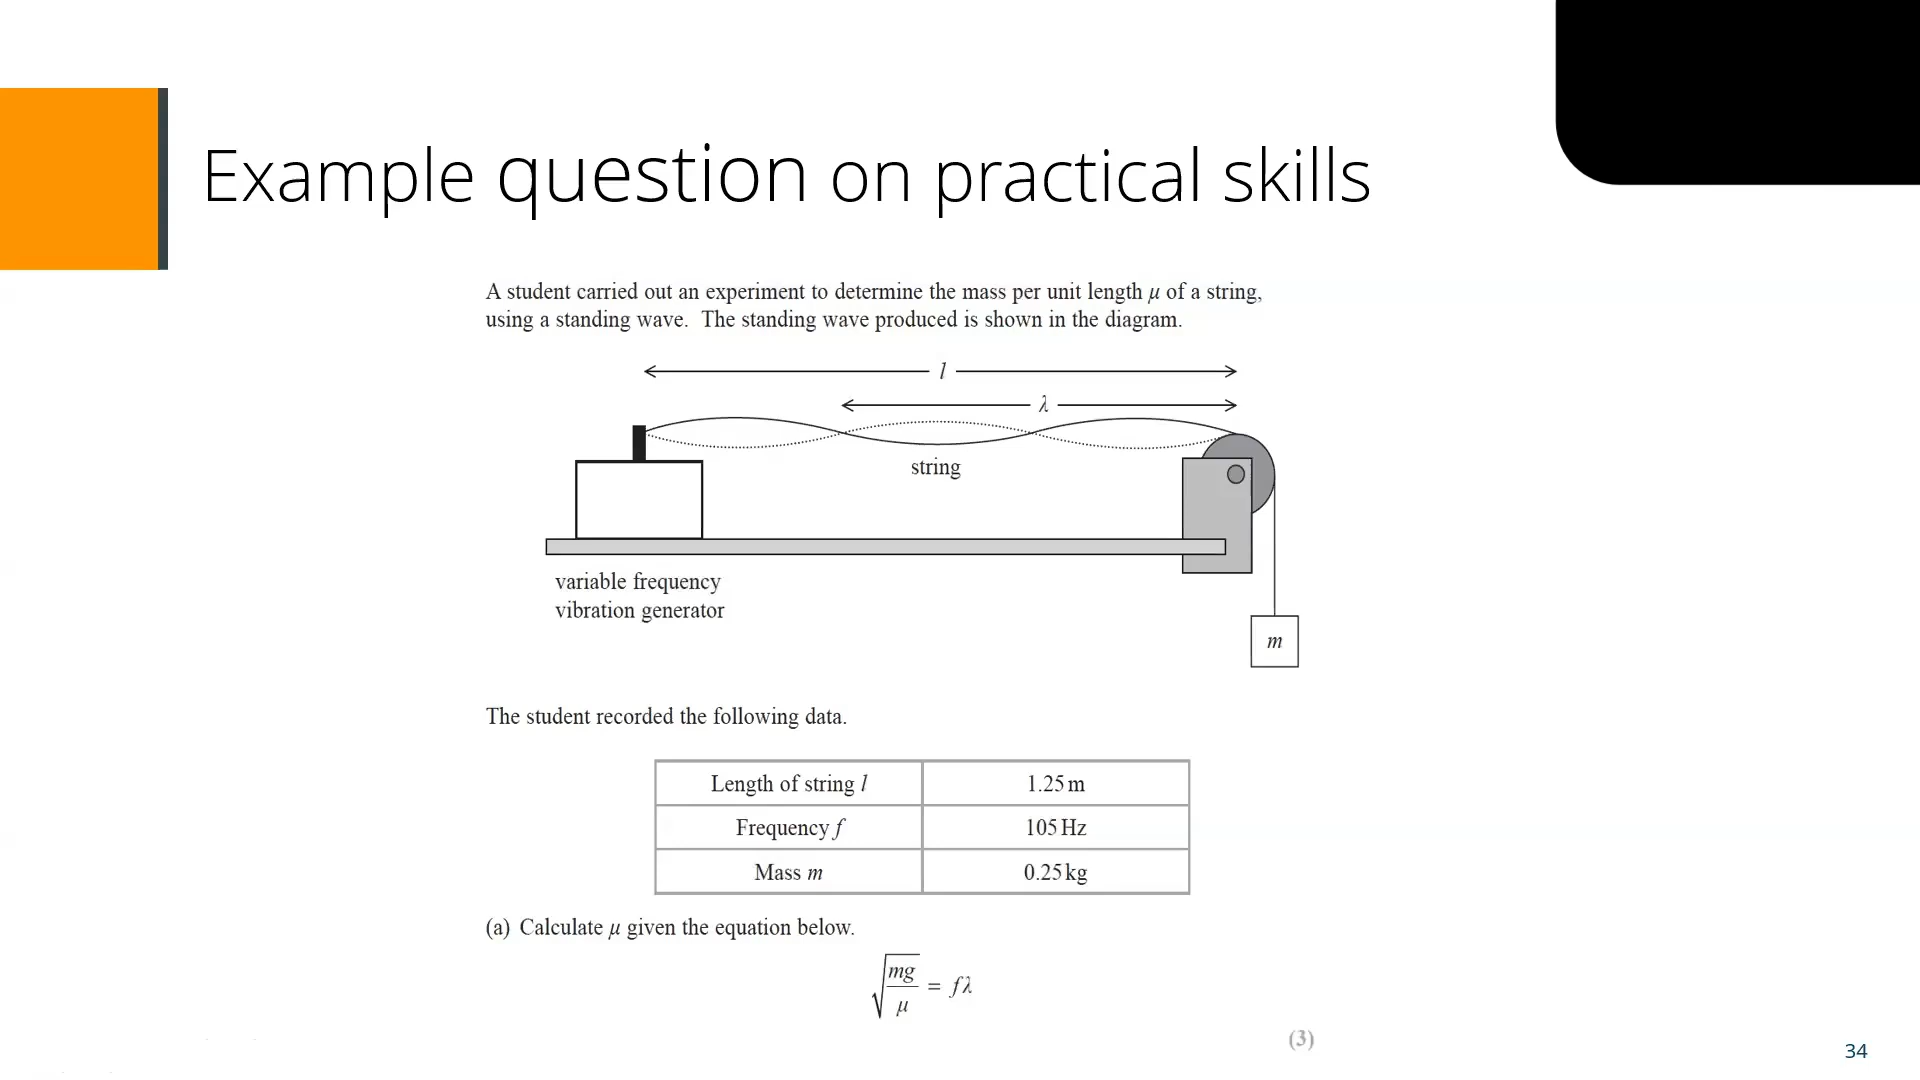 Example question on practical skills
A student carried out an experiment to determine the mass per unit length μ of a string,
using a standing wave. The standing wave produced is shown in the diagram.
l
λ
string
variable frequency
vibration generator
m
The student recorded the following data.
Length of string l 1.25 m
Frequency f 105 Hz
Mass m 0.25 kg
(a) Calculate μ given the equation below.
√(mg/μ) = fλ
(3)
34